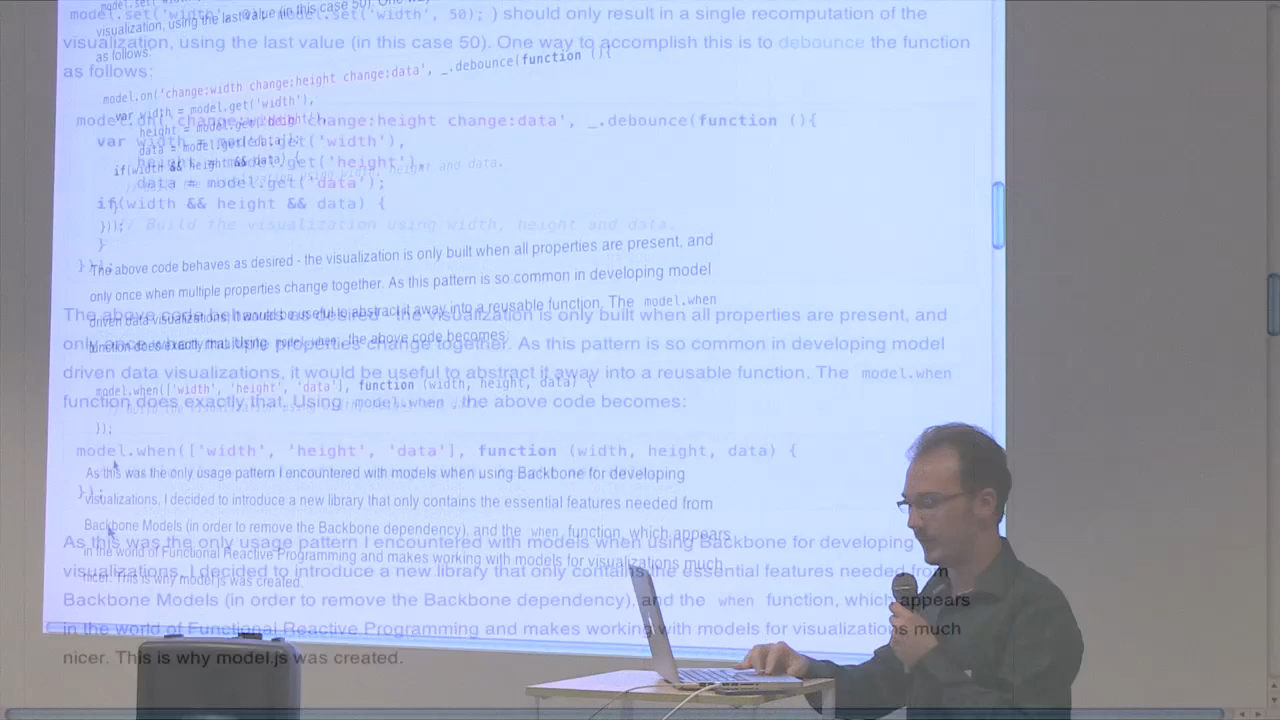 model.set('width', 50); ) should only result in a single recomputation of the
visualization, using the last value (in this case 50). One way to accomplish this is to debounce the function
as follows:
model.on('change:width change:height change:data', _.debounce(function (){
var width = model.get('width'),
height = model.get('height'),
data = model.get('data');
if(width && height && data) {
// Build the visualization using width, height and data.
}
}));
The above code behaves as desired - the visualization is only built when all properties are present, and
only once when multiple properties change together. As this pattern is so common in developing model
driven data visualizations, it would be useful to abstract it away into a reusable function. The model.when
function does exactly that. Using model.when, the above code becomes:
model.when(['width', 'height', 'data'], function (width, height, data) {
});
As this was the only usage pattern I encountered with models when using Backbone for developing
visualizations, I decided to introduce a new library that only contains the essential features needed from
Backbone Models (in order to remove the Backbone dependency), and the when function, which appears
in the world of Functional Reactive Programming and makes working with models for visualizations much
nicer. This is why model.js was created.